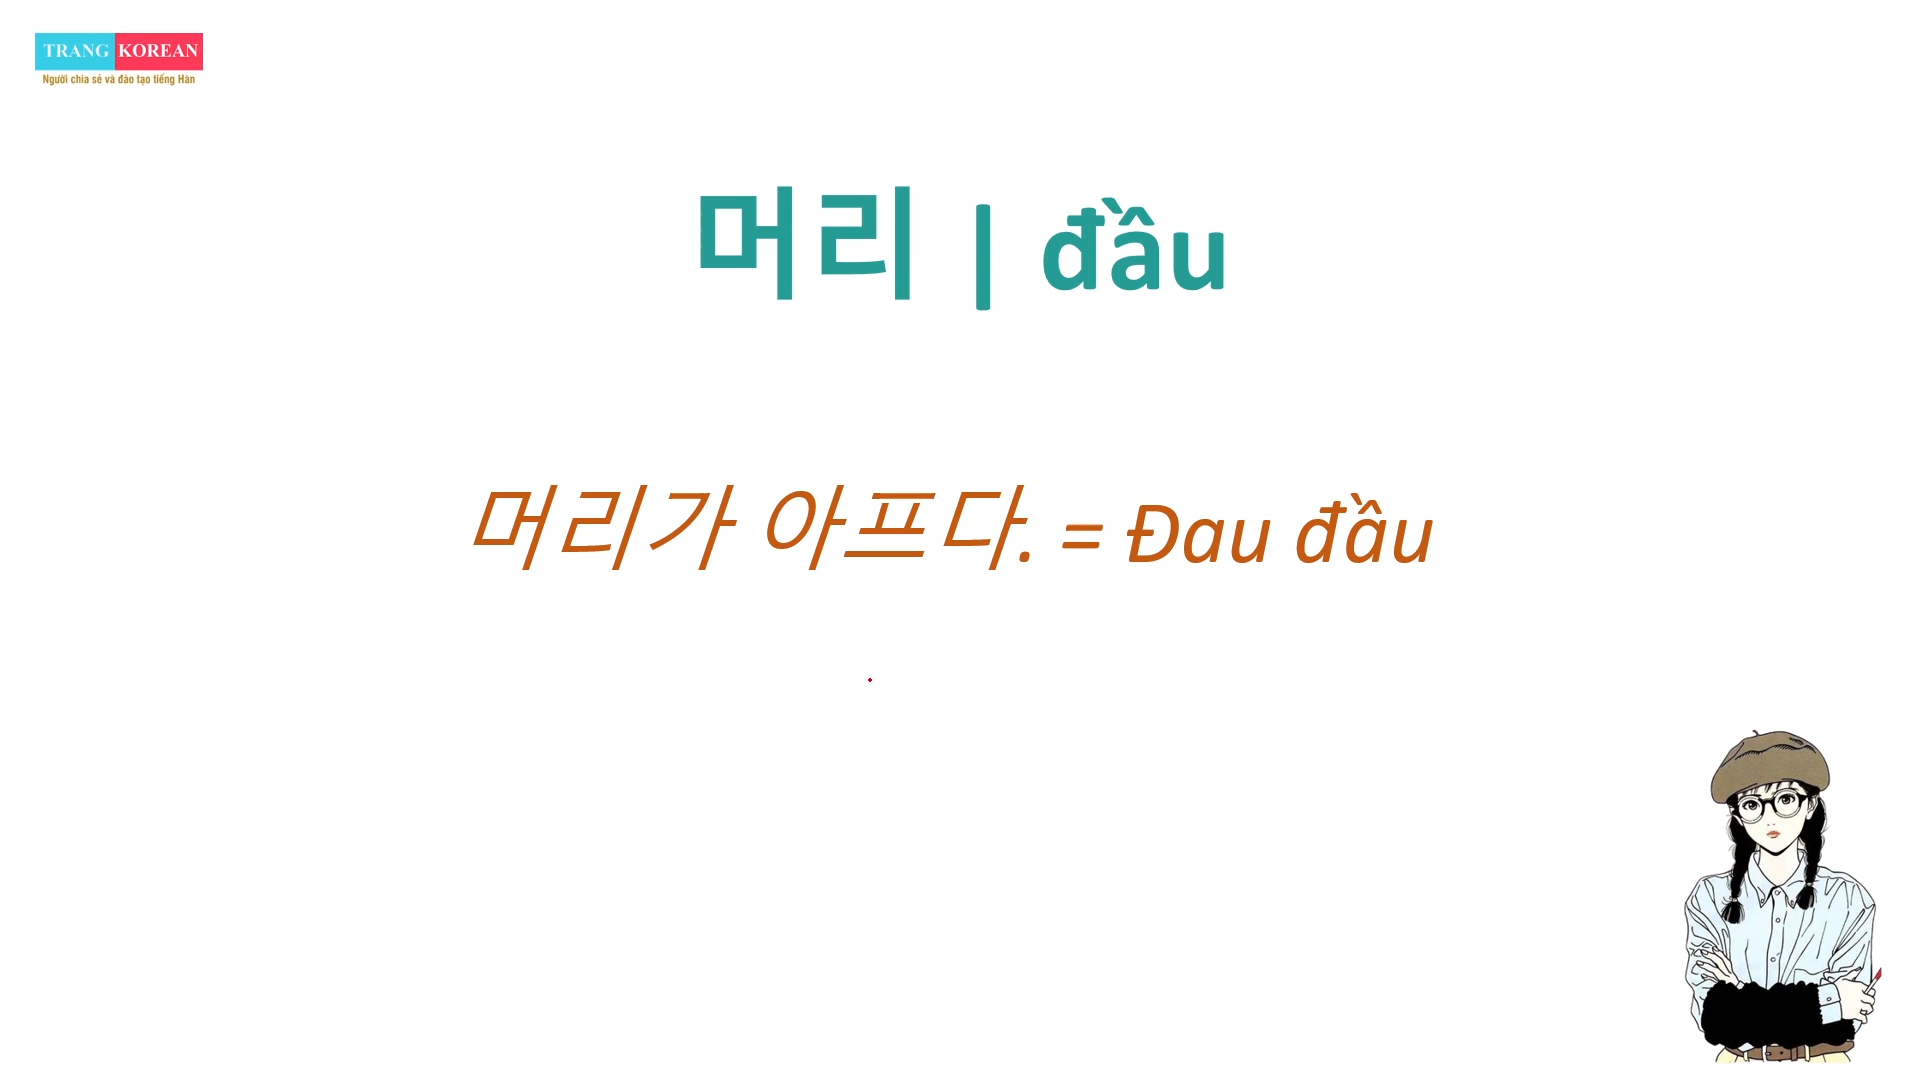 TRANG KOREAN
Người chia sẻ và đào tạo tiếng Hàn
머리 | đầu
머리가 아프다. = Đau đầu